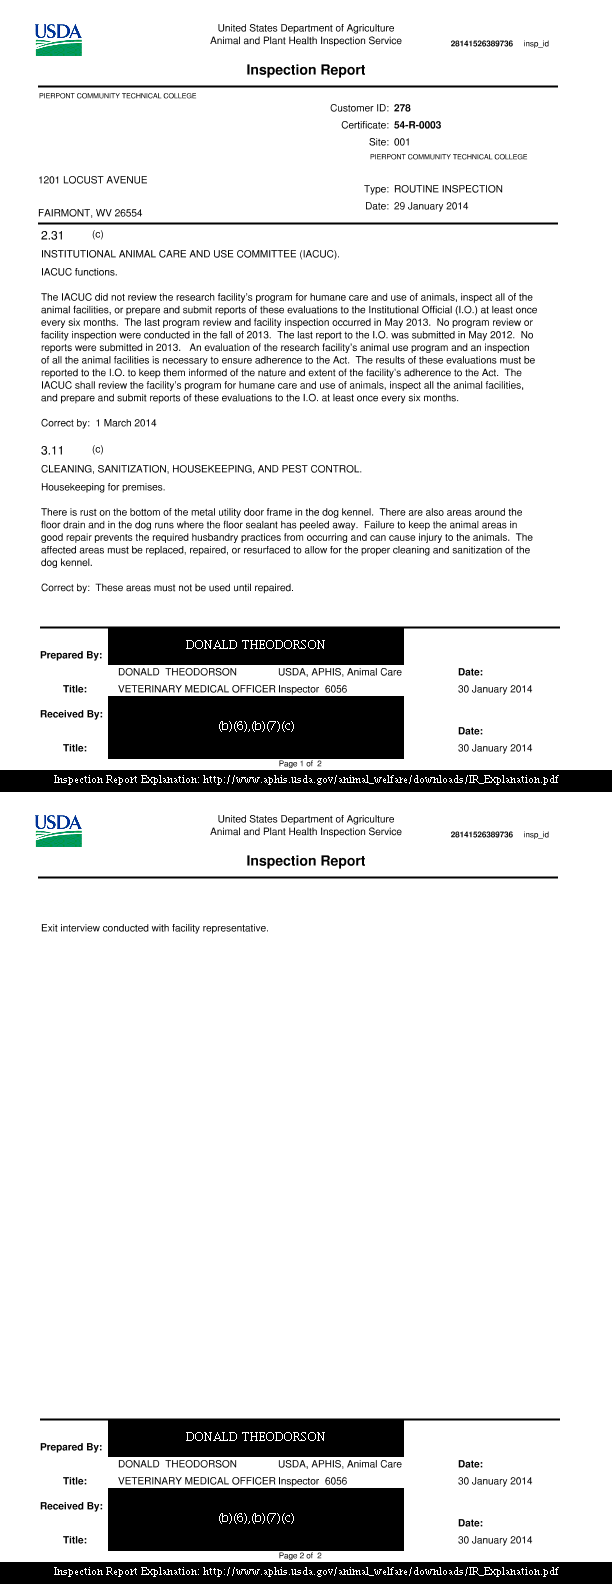 USDA
United States Department of Agriculture
Animal and Plant Health Inspection Service
28141526389736 insp_id
Inspection Report
PIERPONT COMMUNITY TECHNICAL COLLEGE
Customer ID: 278
Certificate: 54-R-0003
Site: 001
PIERPONT COMMUNITY TECHNICAL COLLEGE
1201 LOCUST AVENUE
Type: ROUTINE INSPECTION
Date: 29 January 2014
FAIRMONT, WV 26554
2.31 (c)
INSTITUTIONAL ANIMAL CARE AND USE COMMITTEE (IACUC).
IACUC functions.
The IACUC did not review the research facility's program for humane care and use of animals, inspect all of the
animal facilities, or prepare and submit reports of these evaluations to the Institutional Official (I.O.) at least once
every six months. The last program review and facility inspection occurred in May 2013. No program review or
facility inspection were conducted in the fall of 2013. The last report to the I.O. was submitted in May 2012. No
reports were submitted in 2013. An evaluation of the research facility's animal use program and an inspection
of all the animal facilities is necessary to ensure adherence to the Act. The results of these evaluations must be
reported to the I.O. to keep them informed of the nature and extent of the facility's adherence to the Act. The
IACUC shall review the facility's program for humane care and use of animals, inspect all the animal facilities,
and prepare and submit reports of these evaluations to the I.O. at least once every six months.
Correct by: 1 March 2014
3.11 (c)
CLEANING, SANITIZATION, HOUSEKEEPING, AND PEST CONTROL.
Housekeeping for premises.
There is rust on the bottom of the metal utility door frame in the dog kennel. There are also areas around the
floor drain and in the dog runs where the floor sealant has peeled away. Failure to keep the animal areas in
good repair prevents the required husbandry practices from occurring and can cause injury to the animals. The
affected areas must be replaced, repaired, or resurfaced to allow for the proper cleaning and sanitization of the
dog kennel.
Correct by: These areas must not be used until repaired.
DONALD THEODORSON
Prepared By:
DONALD THEODORSON USDA, APHIS, Animal Care Date:
Title: VETERINARY MEDICAL OFFICER Inspector 6056 30 January 2014
Received By:
(b)(6),(b)(7)(c)
Date:
Title: 30 January 2014
Page 1 of 2
Inspection Report Explanation: http://www.aphis.usda.gov/animal_welfare/downloads/IR_Explanation.pdf
USDA
United States Department of Agriculture
Animal and Plant Health Inspection Service
28141526389736 insp_id
Inspection Report
Exit interview conducted with facility representative.
DONALD THEODORSON
Prepared By:
DONALD THEODORSON USDA, APHIS, Animal Care Date:
Title: VETERINARY MEDICAL OFFICER Inspector 6056 30 January 2014
Received By:
(b)(6),(b)(7)(c)
Date:
Title: 30 January 2014
Page 2 of 2
Inspection Report Explanation: http://www.aphis.usda.gov/animal_welfare/downloads/IR_Explanation.pdf